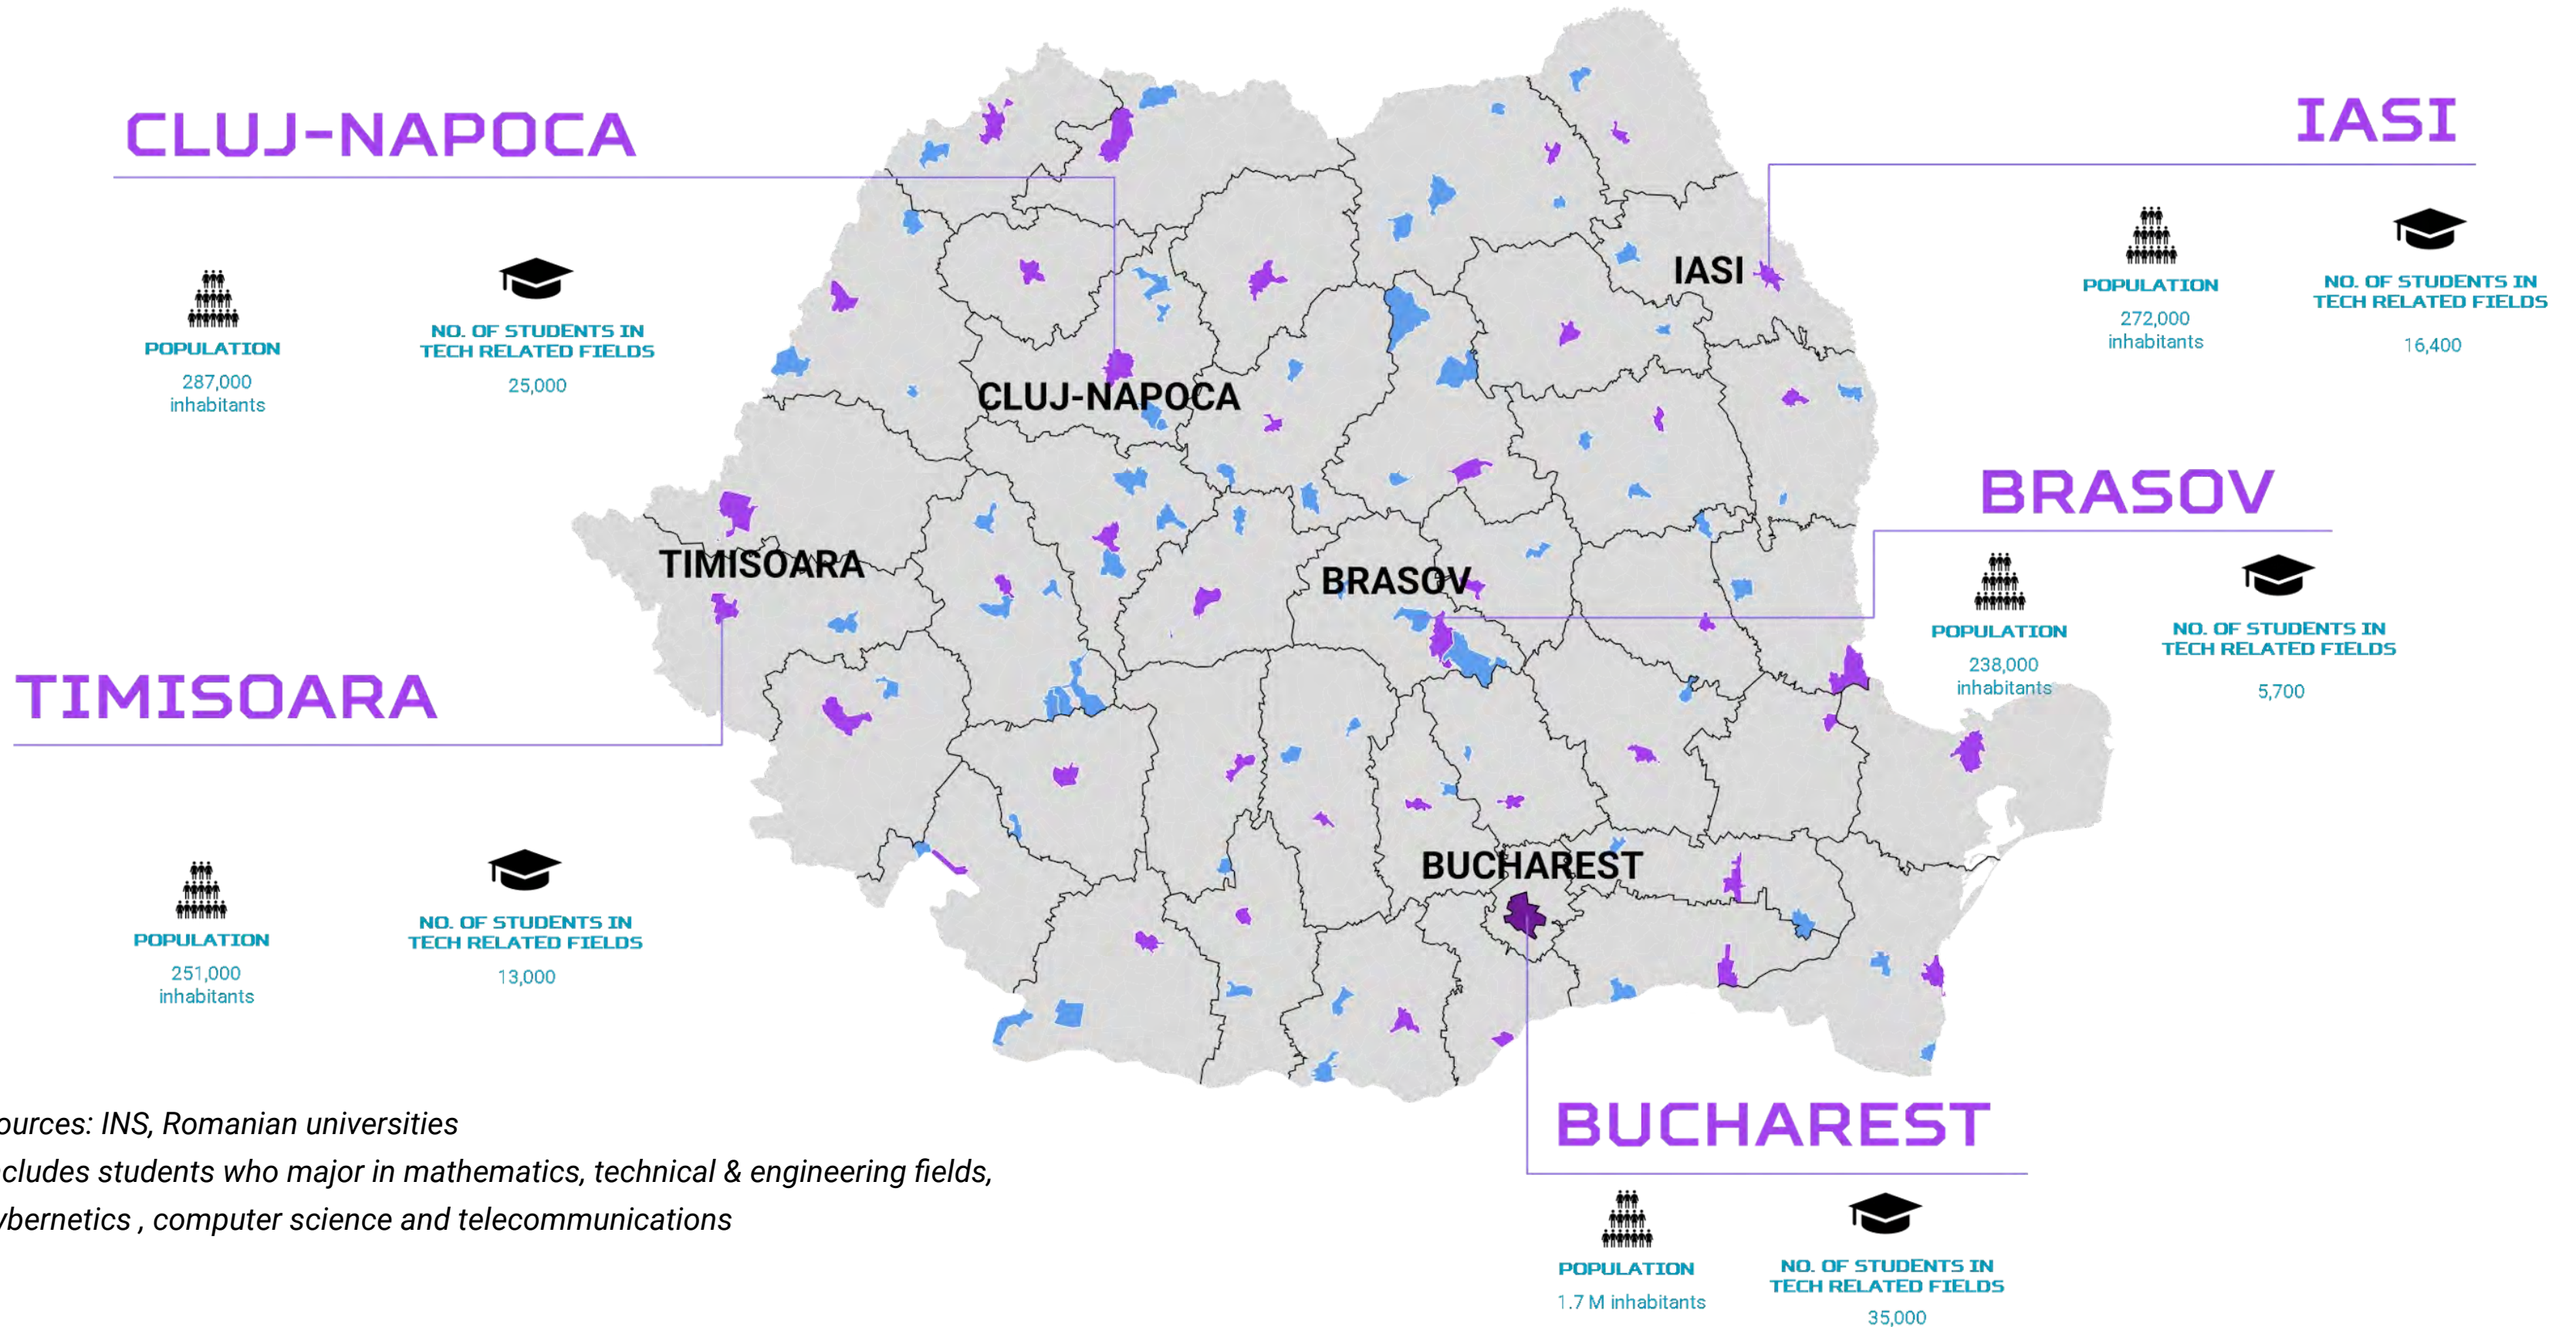 CLUJ-NAPOCA
POPULATION
287,000
inhabitants
NO. OF STUDENTS IN
TECH RELATED FIELDS
25,000
IASI
POPULATION
272,000
inhabitants
NO. OF STUDENTS IN
TECH RELATED FIELDS
16,400
IASI
CLUJ-NAPOCA
TIMISOARA
BRASOV
BUCHAREST
BRASOV
POPULATION
238,000
inhabitants
NO. OF STUDENTS IN
TECH RELATED FIELDS
5,700
TIMISOARA
POPULATION
251,000
inhabitants
NO. OF STUDENTS IN
TECH RELATED FIELDS
13,000
BUCHAREST
POPULATION
1.7 M inhabitants
NO. OF STUDENTS IN
TECH RELATED FIELDS
35,000
ources: INS, Romanian universities
cludes students who major in mathematics, technical & engineering fields,
ybernetics , computer science and telecommunications